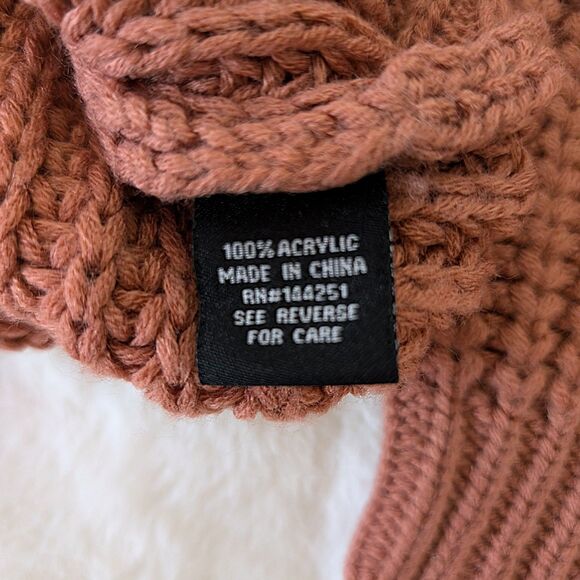 100% ACRYLIC
MADE IN CHINA
RN#144251
SEE REVERSE
FOR CARE